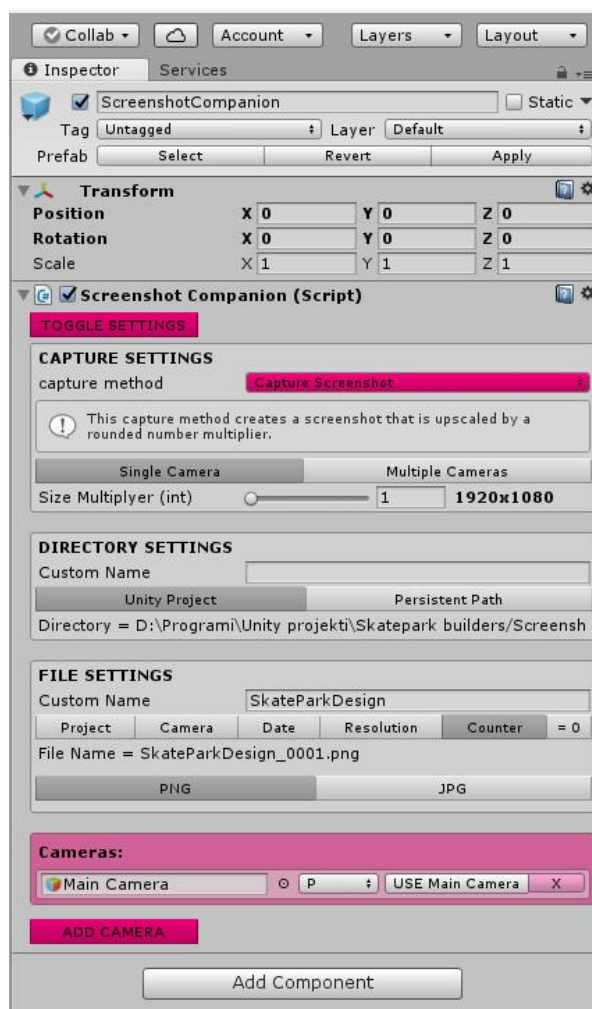 Collab Account Layers Layout
Inspector Services
ScreenshotCompanion Static
Tag Untagged Layer Default
Prefab Select Revert Apply
Transform
Position X 0 Y 0 Z 0
Rotation X 0 Y 0 Z 0
Scale X 1 Y 1 Z 1
Screenshot Companion (Script)
TOGGLE SETTINGS
CAPTURE SETTINGS
capture method Capture Screenshot
This capture method creates a screenshot that is upscaled by a
rounded number multiplier.
Single Camera Multiple Cameras
Size Multiplyer (int) 1 1920x1080
DIRECTORY SETTINGS
Custom Name
Unity Project Persistent Path
Directory = D:\Programi\Unity projekti\Skatepark builders/Screensh
FILE SETTINGS
Custom Name SkateParkDesign
Project Camera Date Resolution Counter = 0
File Name = SkateParkDesign_0001.png
PNG JPG
Cameras:
Main Camera P USE Main Camera X
ADD CAMERA
Add Component